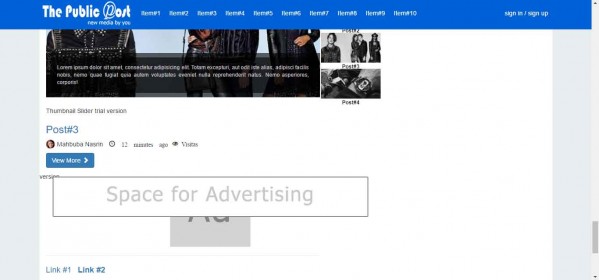 The Public Post
new media by you
Item#1 Item#2 Item#3 Item#4 Item#5 Item#6 Item#7 Item#8 Item#9 Item#10 sign in / sign up
Lorem ipsum dolor sit amet, consectetur adipisicing elit. Totam excepturi, aut odit iste alias, adipisci facilis
nobis, nemo quae fugiat quia autem voluptates eveniet nulla reprehenderit natus. Nemo asperiores,
corporis!
Post#2
Post#3
Post#4
Thumbnail Slider trial version
Post#3
Mahbuba Nasrin 12 minutes ago Visitas
View More
version
Space for Advertising
Ad
Link #1 Link #2